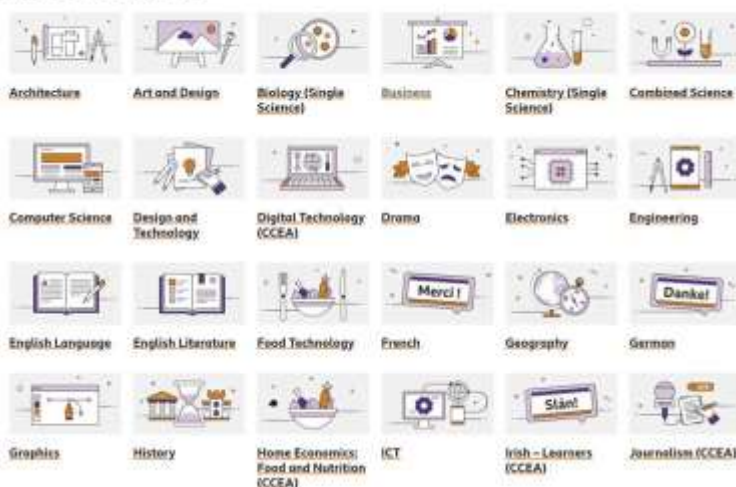 Architecture
Art and Design
Biology (Single
Science)
Business
Chemistry (Single
Science)
Combined Science
Computer Science
Design and
Technology
Digital Technology
(CCEA)
Drama
Electronics
Engineering
English Language
English Literature
Food Technology
Merci !
French
Geography
Danke!
German
Graphics
History
Home Economics:
Food and Nutrition
(CCEA)
ICT
Slán!
Irish – Learners
(CCEA)
Journalism (CCEA)